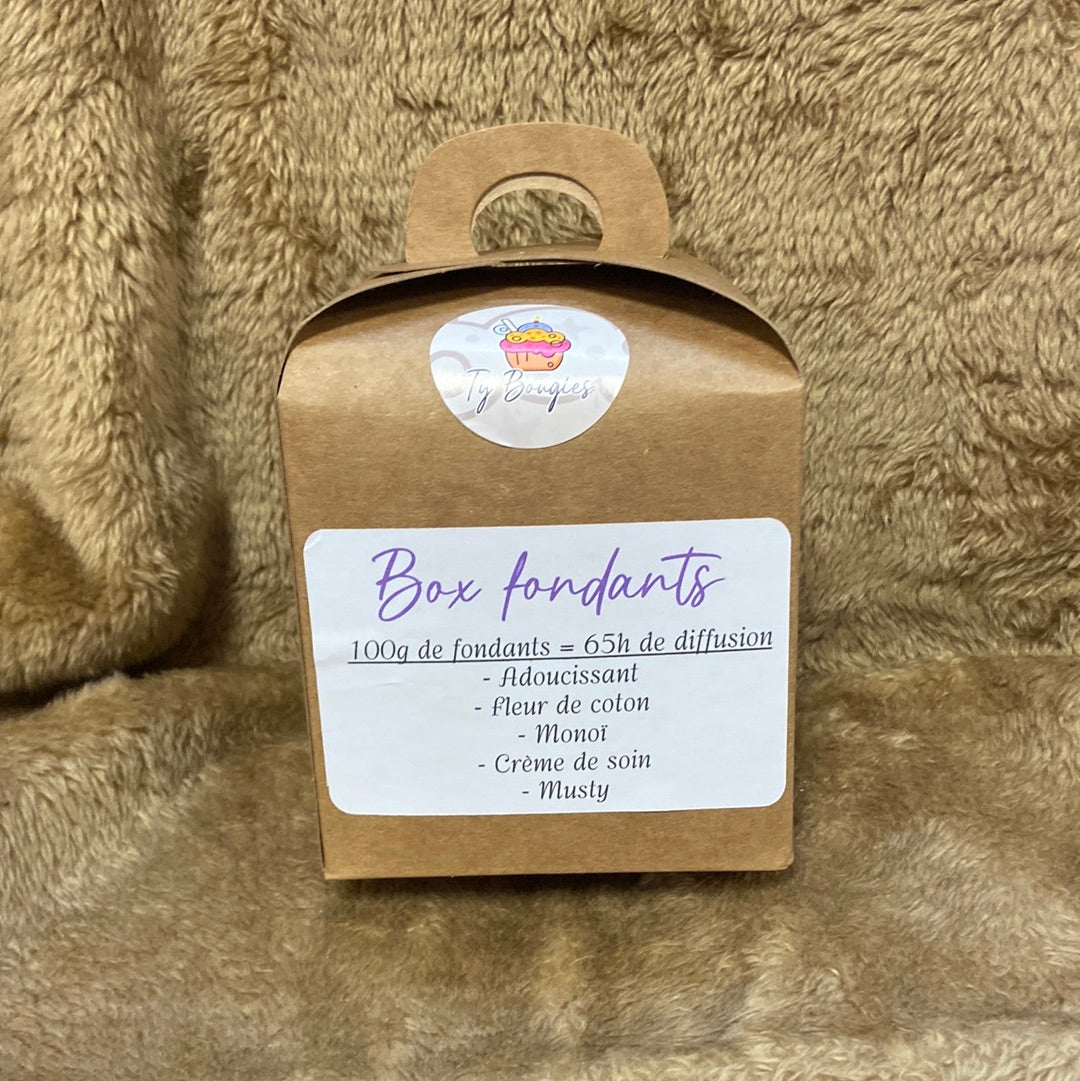 Ty Bougies
Box fondants
100g de fondants = 65h de diffusion
- Adoucissant
- Fleur de coton
- Monoï
- Crème de soin
- Musty